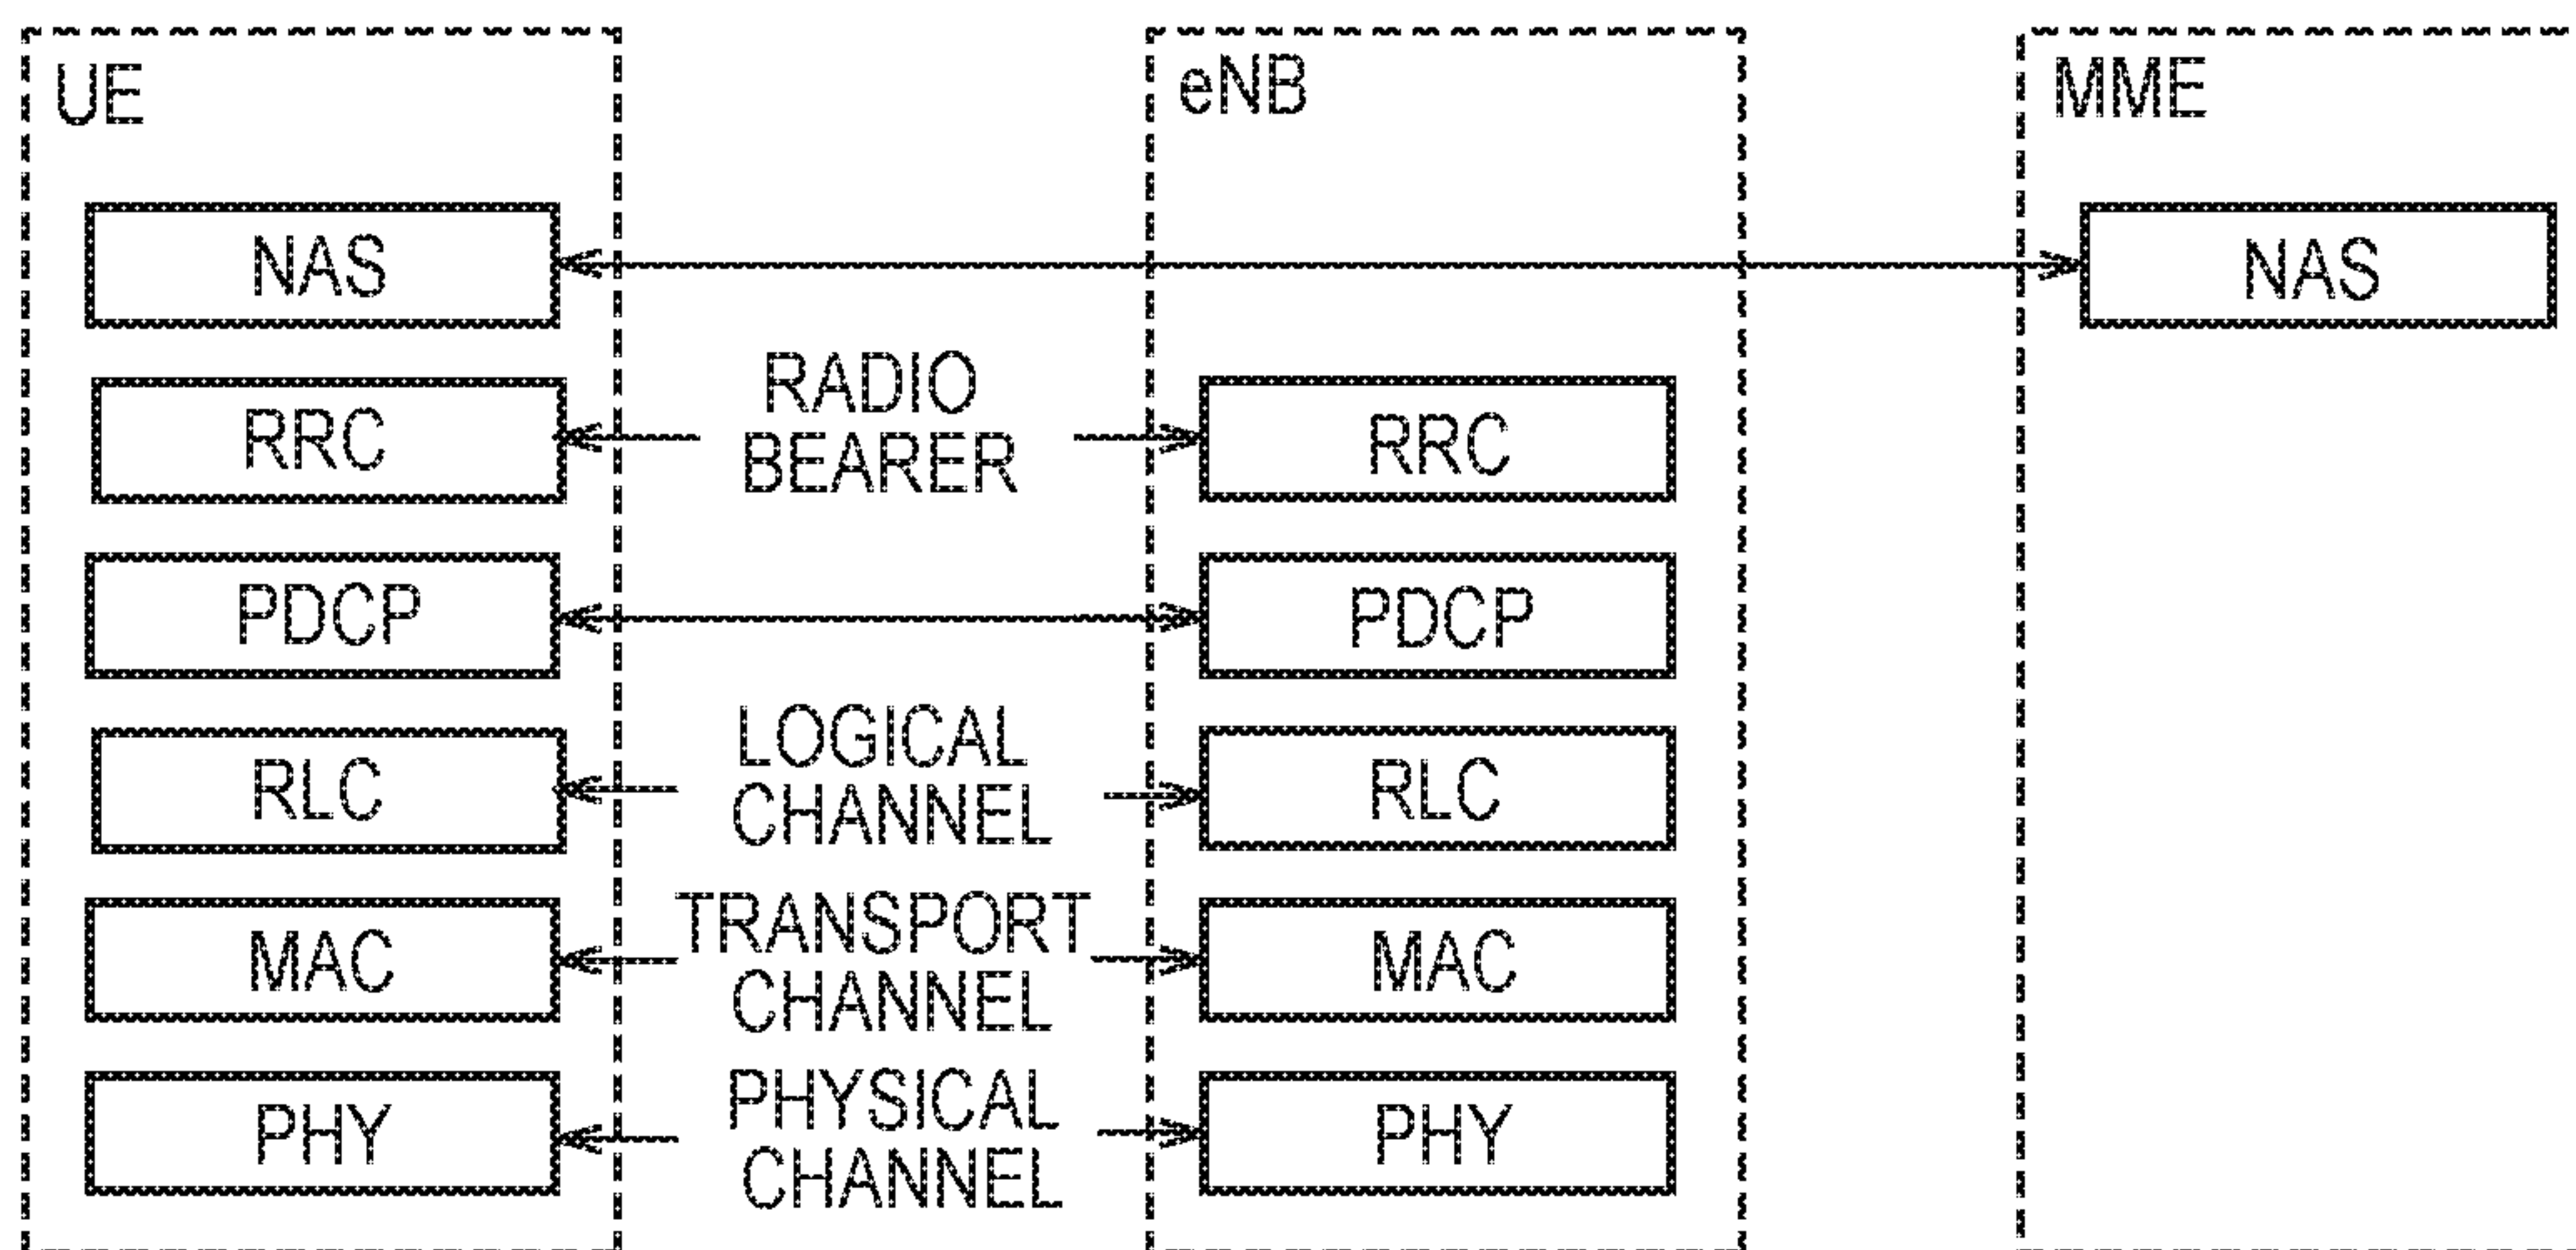 UE
eNB
MME
NAS
NAS
RADIO
BEARER
RRC
RRC
PDCP
PDCP
LOGICAL
CHANNEL
RLC
RLC
TRANSPORT
CHANNEL
MAC
MAC
PHYSICAL
CHANNEL
PHY
PHY